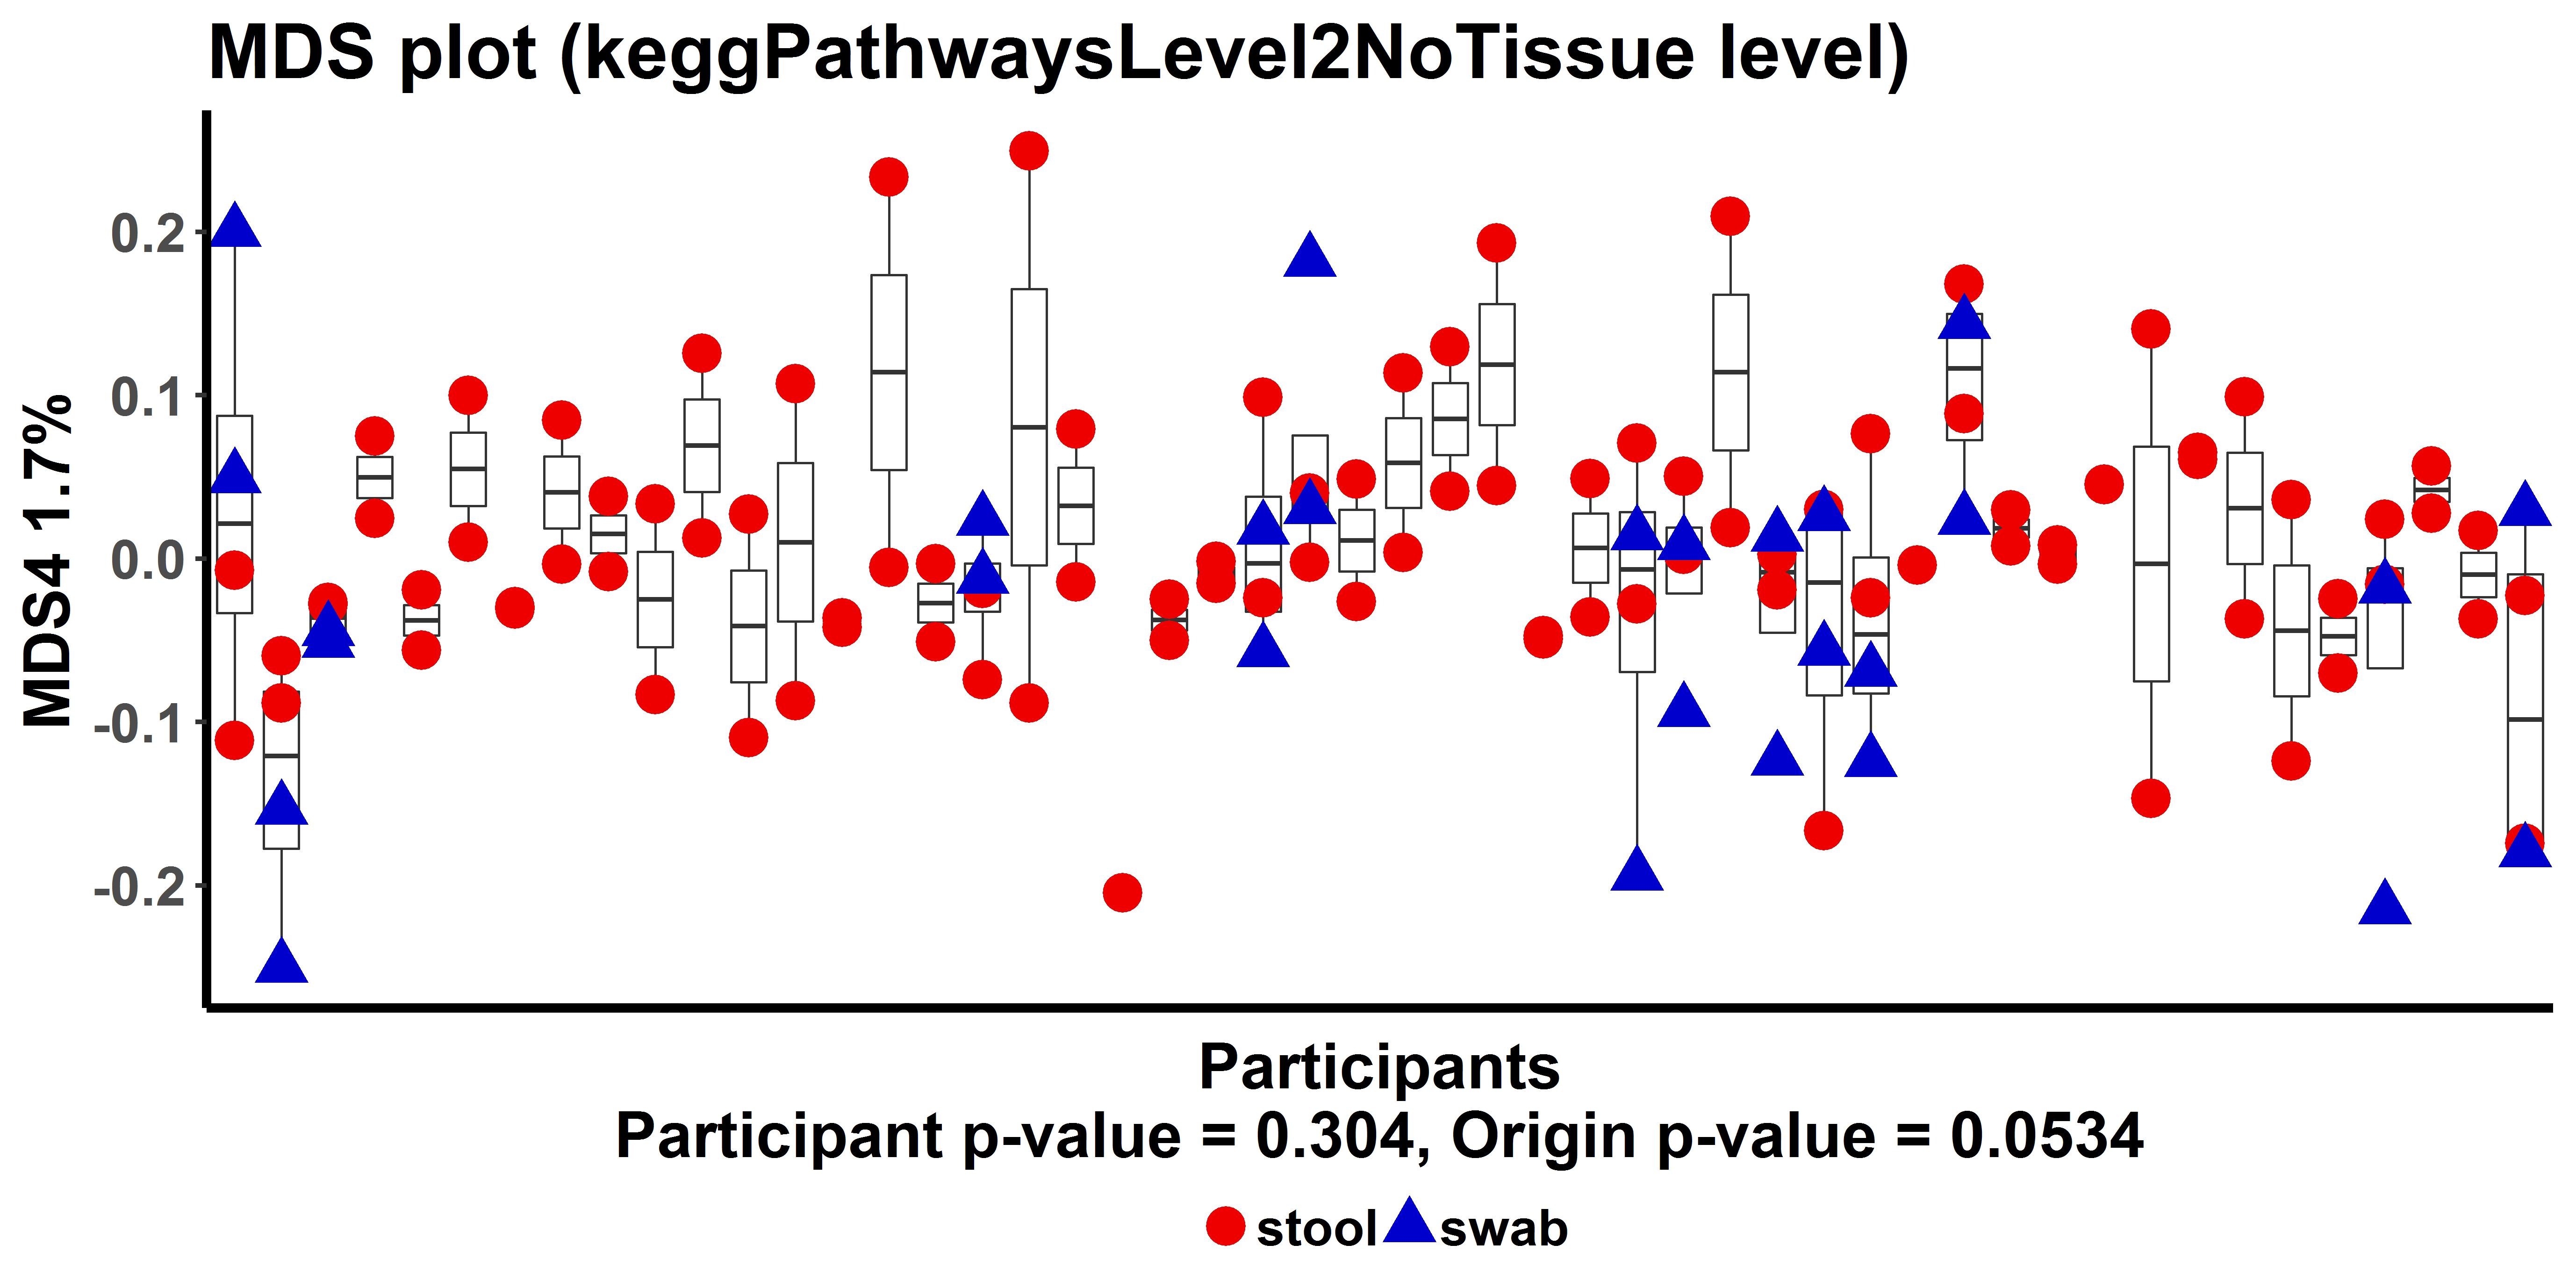 MDS plot (keggPathwaysLevel2NoTissue level)
MDS4 1.7%
0.2
0.1
0.0
-0.1
-0.2
Participants
Participant p-value = 0.304, Origin p-value = 0.0534
stool swab